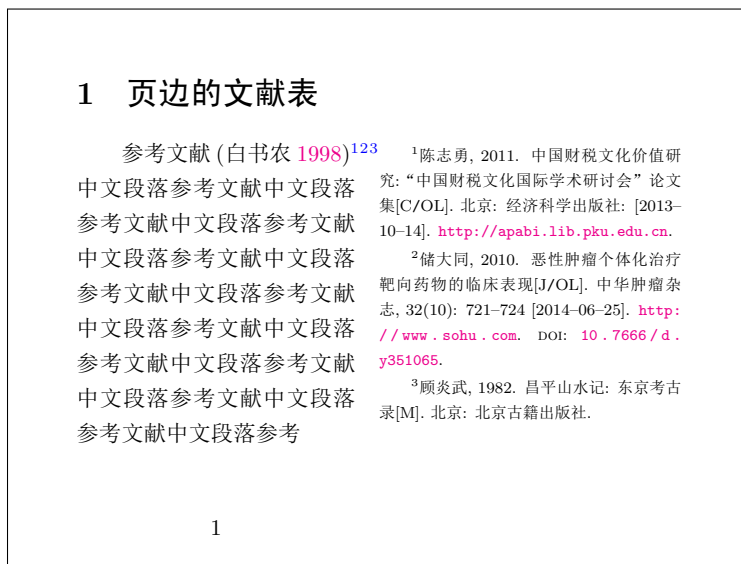 1 页边的文献表
参考文献 (白书农 1998)123
中文段落参考文献中文段落
参考文献中文段落参考文献
中文段落参考文献中文段落
参考文献中文段落参考文献
中文段落参考文献中文段落
参考文献中文段落参考文献
中文段落参考文献中文段落
参考文献中文段落参考
1陈志勇, 2011. 中国财税文化价值研
究: “中国财税文化国际学术研讨会” 论文
集[C/OL]. 北京: 经济科学出版社: [2013–
10–14]. http://apabi.lib.pku.edu.cn.
2储大同, 2010. 恶性肿瘤个体化治疗
靶向药物的临床表现[J/OL]. 中华肿瘤杂
志, 32(10): 721–724 [2014–06–25]. http:
//www.sohu.com. DOI: 10.7666/d.
y351065.
3顾炎武, 1982. 昌平山水记: 东京考古
录[M]. 北京: 北京古籍出版社.
1